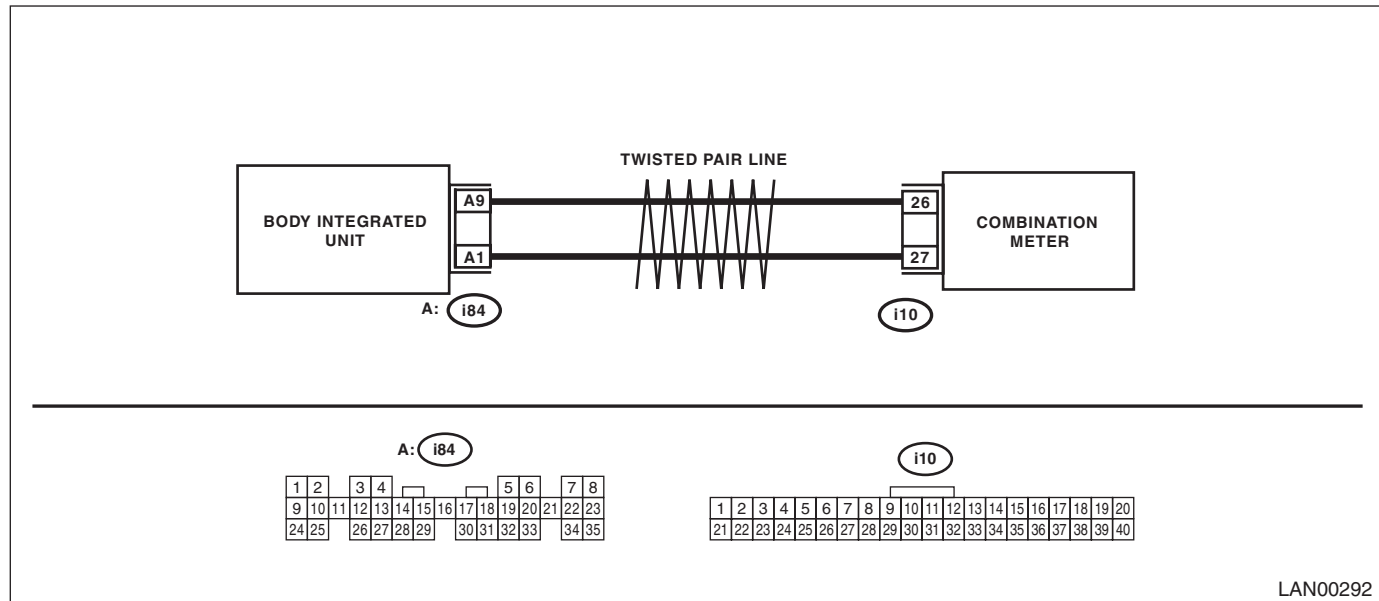 TWISTED PAIR LINE
BODY INTEGRATED
UNIT
A9
A1
26
27
COMBINATION
METER
A: i84
i10
A: i84
1 2 3 4 5 6 7 8
9 10 11 12 13 14 15 16 17 18 19 20 21 22 23
24 25 26 27 28 29 30 31 32 33 34 35
i10
1 2 3 4 5 6 7 8 9 10 11 12 13 14 15 16 17 18 19 20
21 22 23 24 25 26 27 28 29 30 31 32 33 34 35 36 37 38 39 40
LAN00292